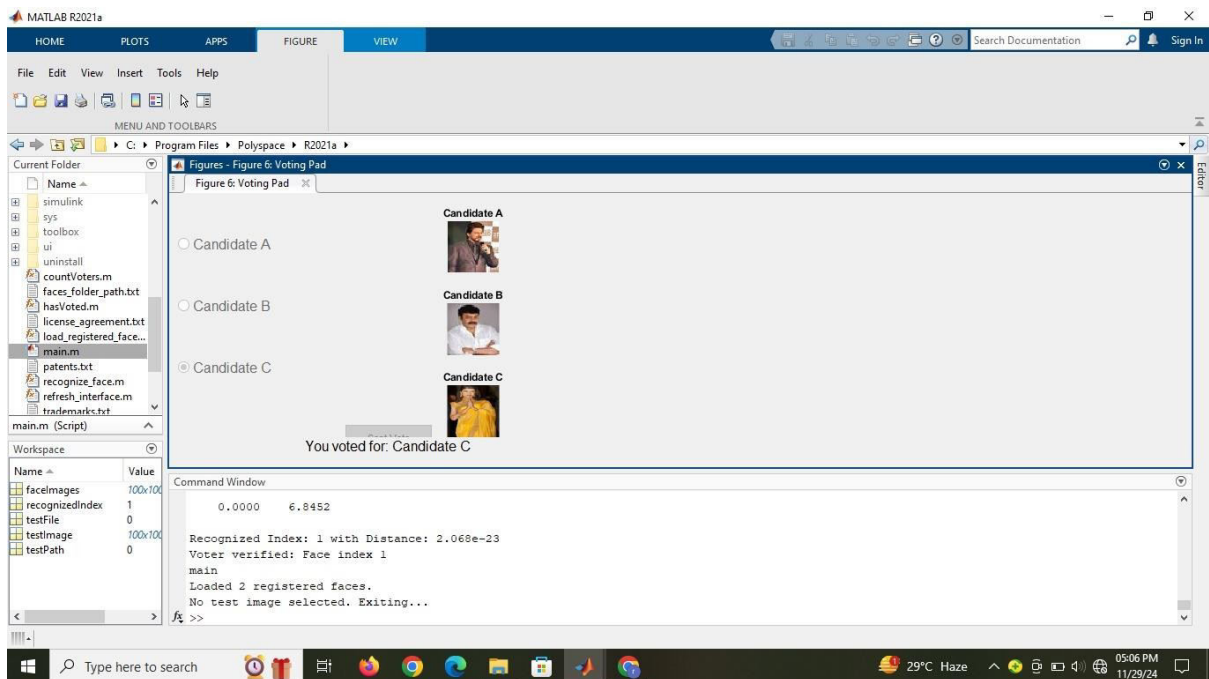 MATLAB R2021a
HOME PLOTS APPS FIGURE VIEW Search Documentation Sign In
File Edit View Insert Tools Help
MENU AND TOOLBARS
C: Program Files Polyspace R2021a
Current Folder
Name
simulink
sys
toolbox
ui
uninstall
countVoters.m
faces_folder_path.txt
hasVoted.m
license_agreement.txt
load_registered_face...
main.m
patents.txt
recognize_face.m
refresh_interface.m
trademarks.txt
main.m (Script)
Workspace
Name Value
faceImages 100x100
recognizedIndex 1
testFile 0
testImage 100x100
testPath 0
Figures - Figure 6: Voting Pad
Figure 6: Voting Pad
Editor
Candidate A
Candidate A
Candidate B
Candidate B
Candidate C
Candidate C
You voted for: Candidate C
Command Window
0.0000 6.8452
Recognized Index: 1 with Distance: 2.068e-23
Voter verified: Face index 1
main
Loaded 2 registered faces.
No test image selected. Exiting...
fx >>
Type here to search
29°C Haze
05:06 PM
11/29/24